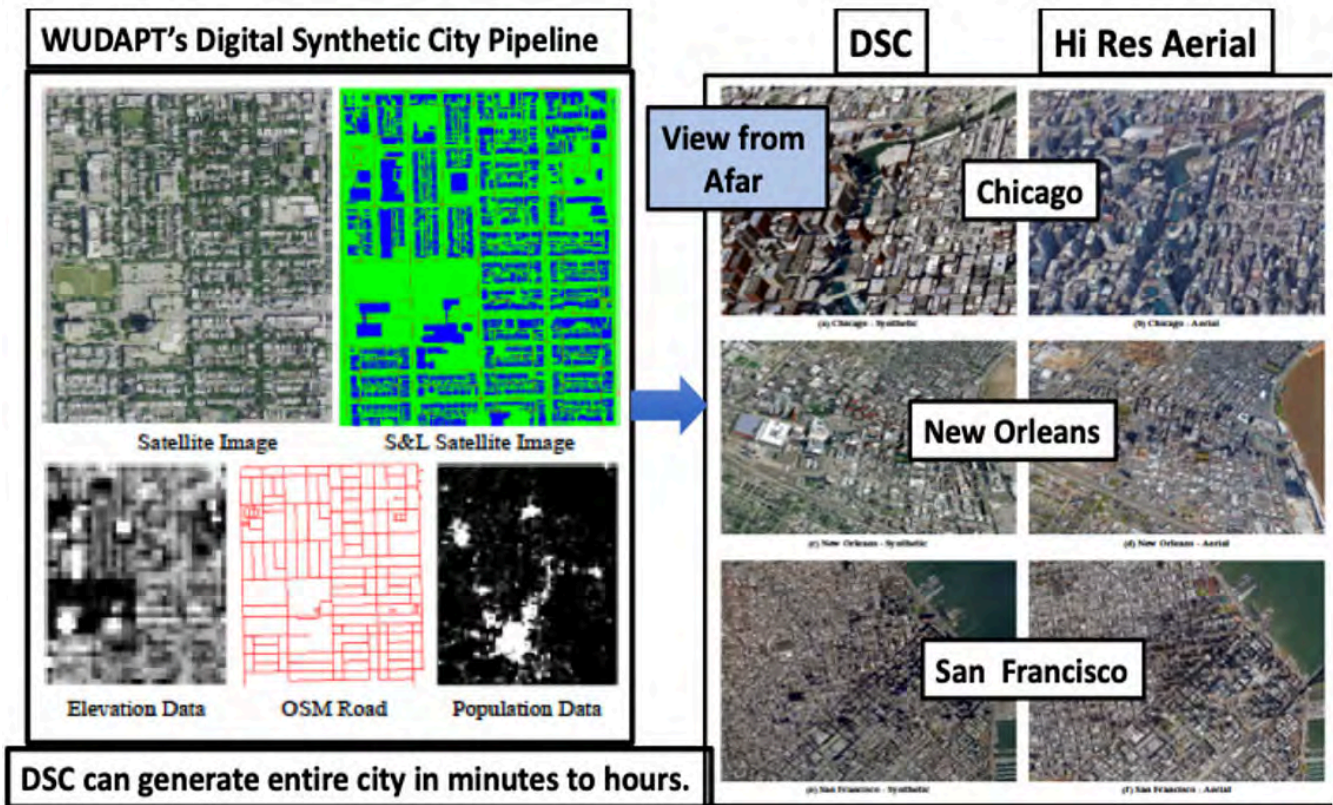 WUDAPT's Digital Synthetic City Pipeline
Satellite Image
S&L Satellite Image
Elevation Data
OSM Road
Population Data
DSC can generate entire city in minutes to hours.
DSC
Hi Res Aerial
View from
Afar
Chicago
(a) Chicago - Synthetic
(b) Chicago - Aerial
New Orleans
(c) New Orleans - Synthetic
(d) New Orleans - Aerial
San Francisco
(e) San Francisco - Synthetic
(f) San Francisco - Aerial